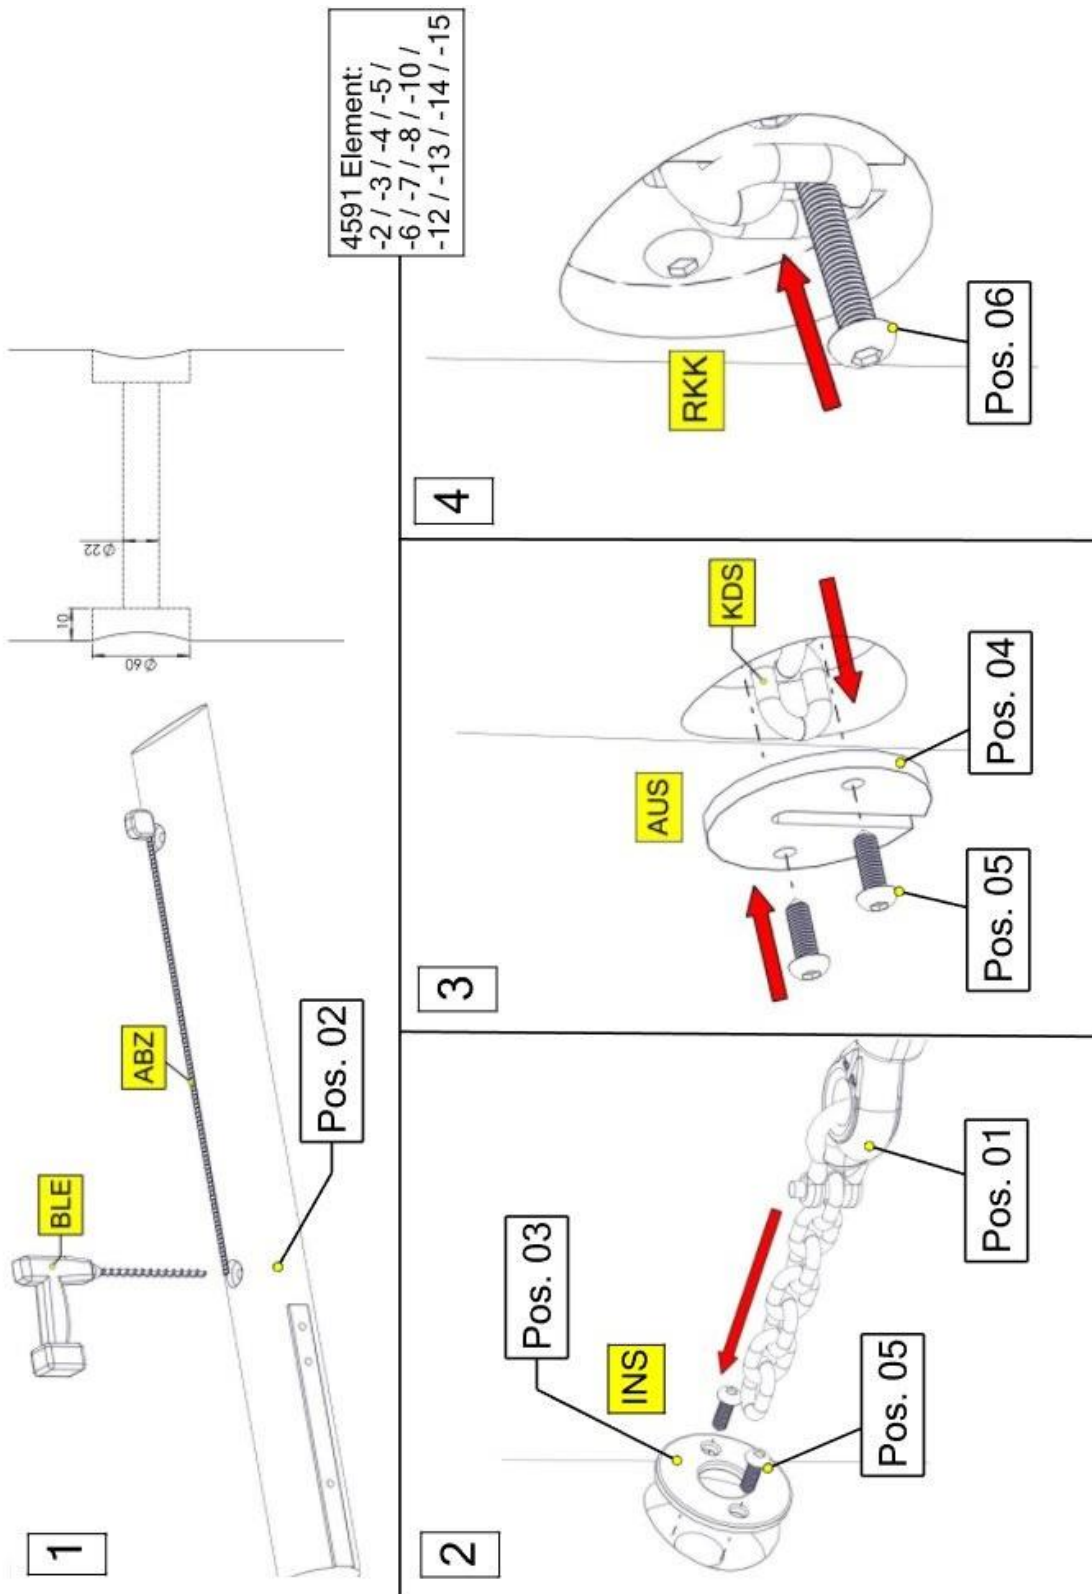 1
BLE
ABZ
Pos. 02
Ø 60
10
Ø 22
4591 Element:
-2 / -3 / -4 / -5 /
-6 / -7 / -8 / -10 /
-12 / -13 / -14 / -15
2
Pos. 03
INS
Pos. 05
Pos. 01
3
AUS
KDS
Pos. 05
Pos. 04
4
RKK
Pos. 06